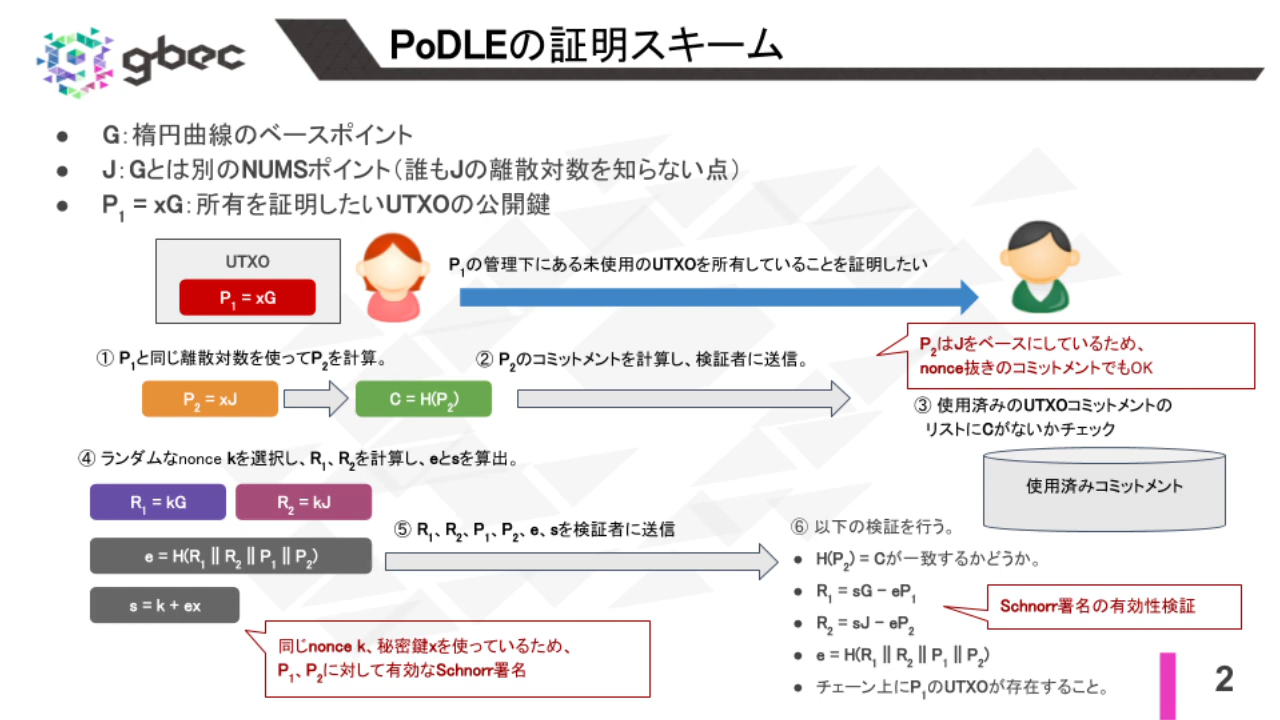 gbec
PoDLEの証明スキーム
● G：楕円曲線のベースポイント
● J：Gとは別のNUMSポイント（誰もJの離散対数を知らない点）
● P1 = xG：所有を証明したいUTXOの公開鍵
UTXO
P1 = xG
P1の管理下にある未使用のUTXOを所有していることを証明したい
① P1と同じ離散対数を使ってP2を計算。
P2 = xJ
C = H(P2)
② P2のコミットメントを計算し、検証者に送信。
P2はJをベースにしているため、
nonce抜きのコミットメントでもOK
③ 使用済みのUTXOコミットメントの
リストにCがないかチェック
使用済みコミットメント
④ ランダムなnonce kを選択し、R1、R2を計算し、eとsを算出。
R1 = kG
R2 = kJ
e = H(R1 || R2 || P1 || P2)
s = k + ex
同じnonce k、秘密鍵xを使っているため、
P1、P2に対して有効なSchnorr署名
⑤ R1、R2、P1、P2、e、sを検証者に送信
⑥ 以下の検証を行う。
● H(P2) = Cが一致するかどうか。
● R1 = sG - eP1
● R2 = sJ - eP2
Schnorr署名の有効性検証
● e = H(R1 || R2 || P1 || P2)
● チェーン上にP1のUTXOが存在すること。
2